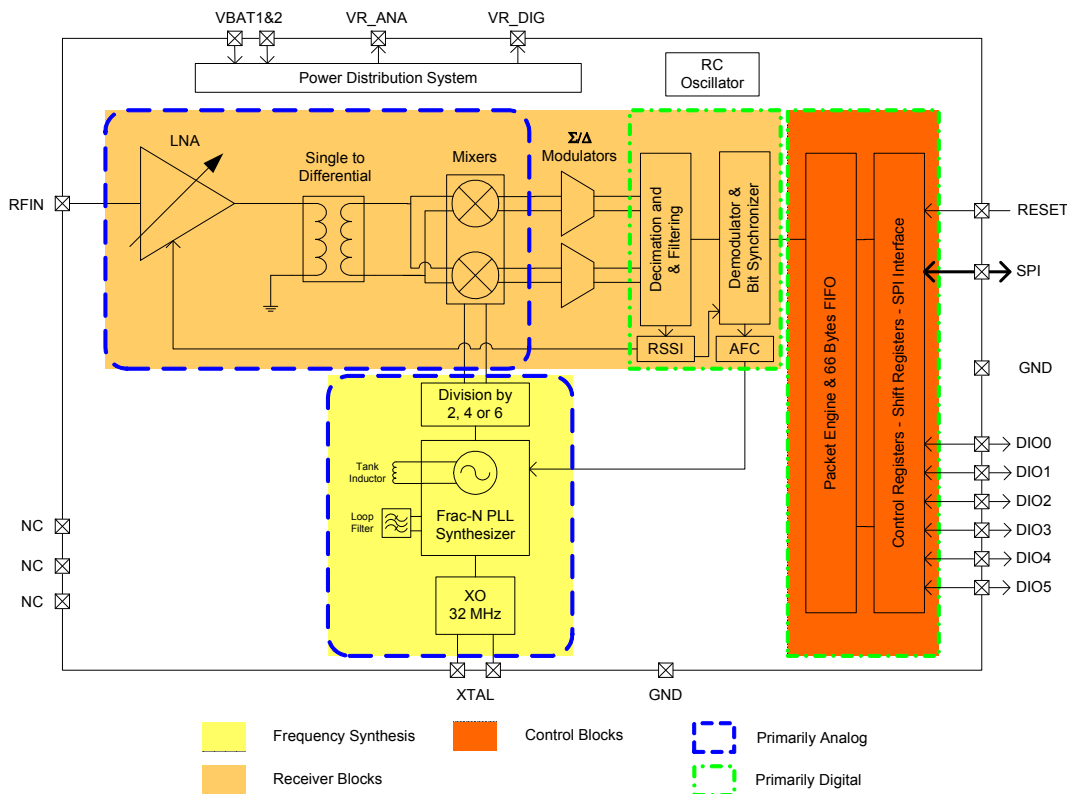 VBAT1&2
VR_ANA
VR_DIG
Power Distribution System
RC
Oscillator
LNA
Single to
Differential
Mixers
Σ/Δ
Modulators
RFIN
Decimation and
& Filtering
Demodulator &
Bit Synchronizer
RSSI
AFC
Packet Engine & 66 Bytes FIFO
Control Registers - Shift Registers - SPI Interface
RESET
SPI
GND
DIO0
DIO1
DIO2
DIO3
DIO4
DIO5
Division by
2, 4 or 6
Tank
Inductor
Loop
Filter
Frac-N PLL
Synthesizer
NC
NC
NC
XO
32 MHz
XTAL
GND
Frequency Synthesis
Control Blocks
Primarily Analog
Receiver Blocks
Primarily Digital